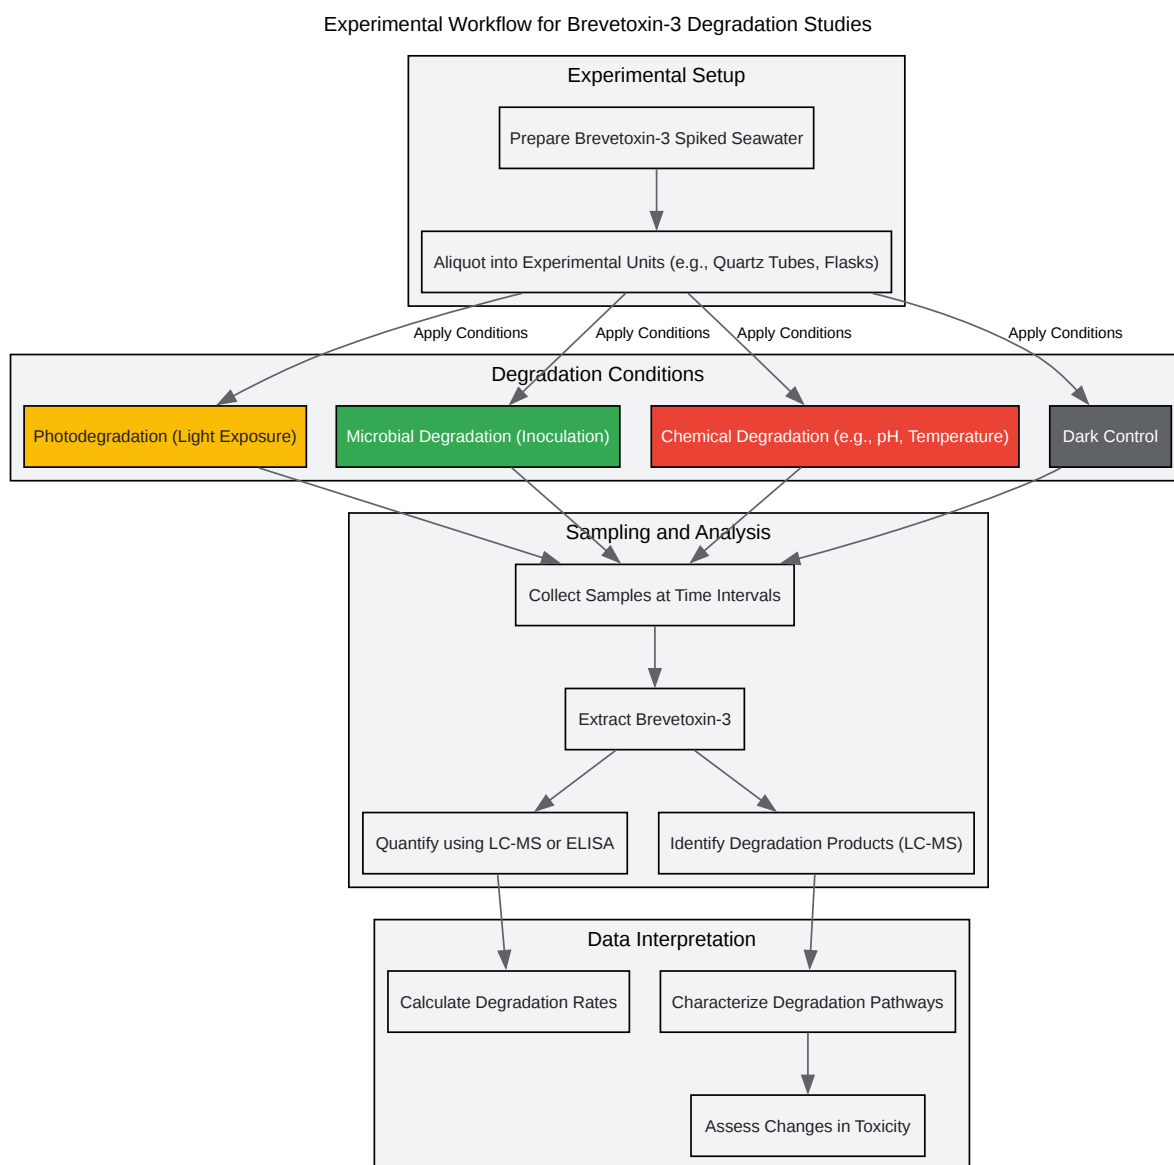 Experimental Workflow for Brevetoxin-3 Degradation Studies
Experimental Setup
Prepare Brevetoxin-3 Spiked Seawater
Aliquot into Experimental Units (e.g., Quartz Tubes, Flasks)
Apply Conditions
Apply Conditions
Apply Conditions
Apply Conditions
Degradation Conditions
Photodegradation (Light Exposure)
Microbial Degradation (Inoculation)
Chemical Degradation (e.g., pH, Temperature)
Dark Control
Sampling and Analysis
Collect Samples at Time Intervals
Extract Brevetoxin-3
Quantify using LC-MS or ELISA
Identify Degradation Products (LC-MS)
Data Interpretation
Calculate Degradation Rates
Characterize Degradation Pathways
Assess Changes in Toxicity